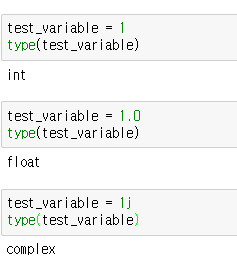 test_variable = 1
type(test_variable)
int
test_variable = 1.0
type(test_variable)
float
test_variable = 1j
type(test_variable)
complex